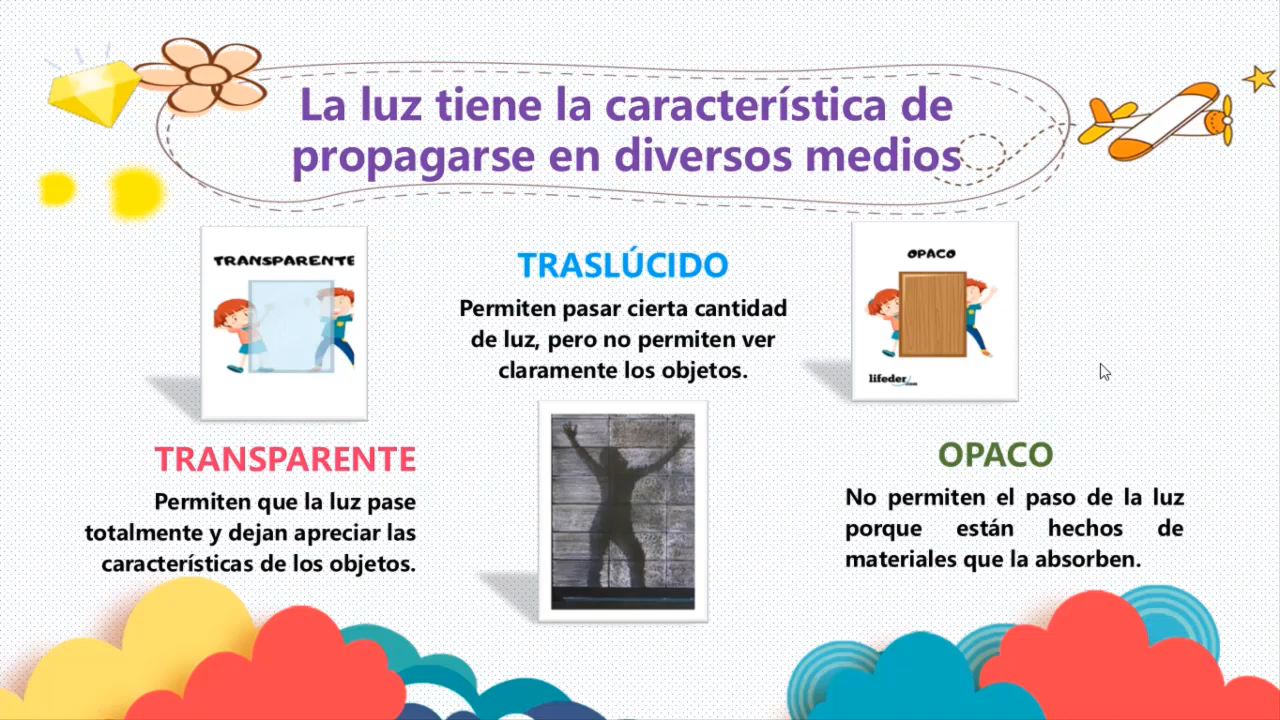 La luz tiene la característica de
propagarse en diversos medios
TRANSPARENTE
TRANSPARENTE
Permiten que la luz pase
totalmente y dejan apreciar las
características de los objetos.
TRASLÚCIDO
Permiten pasar cierta cantidad
de luz, pero no permiten ver
claramente los objetos.
OPACO
lifeder.com
OPACO
No permiten el paso de la luz
porque están hechos de
materiales que la absorben.